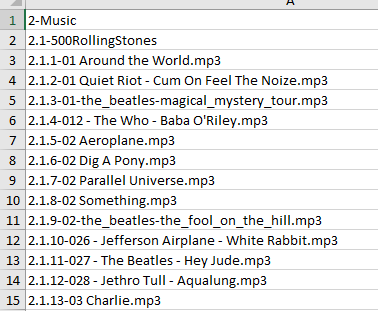 A
1 2-Music
2 2.1-500RollingStones
3 2.1.1-01 Around the World.mp3
4 2.1.2-01 Quiet Riot - Cum On Feel The Noize.mp3
5 2.1.3-01-the_beatles-magical_mystery_tour.mp3
6 2.1.4-012 - The Who - Baba O'Riley.mp3
7 2.1.5-02 Aeroplane.mp3
8 2.1.6-02 Dig A Pony.mp3
9 2.1.7-02 Parallel Universe.mp3
10 2.1.8-02 Something.mp3
11 2.1.9-02-the_beatles-the_fool_on_the_hill.mp3
12 2.1.10-026 - Jefferson Airplane - White Rabbit.mp3
13 2.1.11-027 - The Beatles - Hey Jude.mp3
14 2.1.12-028 - Jethro Tull - Aqualung.mp3
15 2.1.13-03 Charlie.mp3